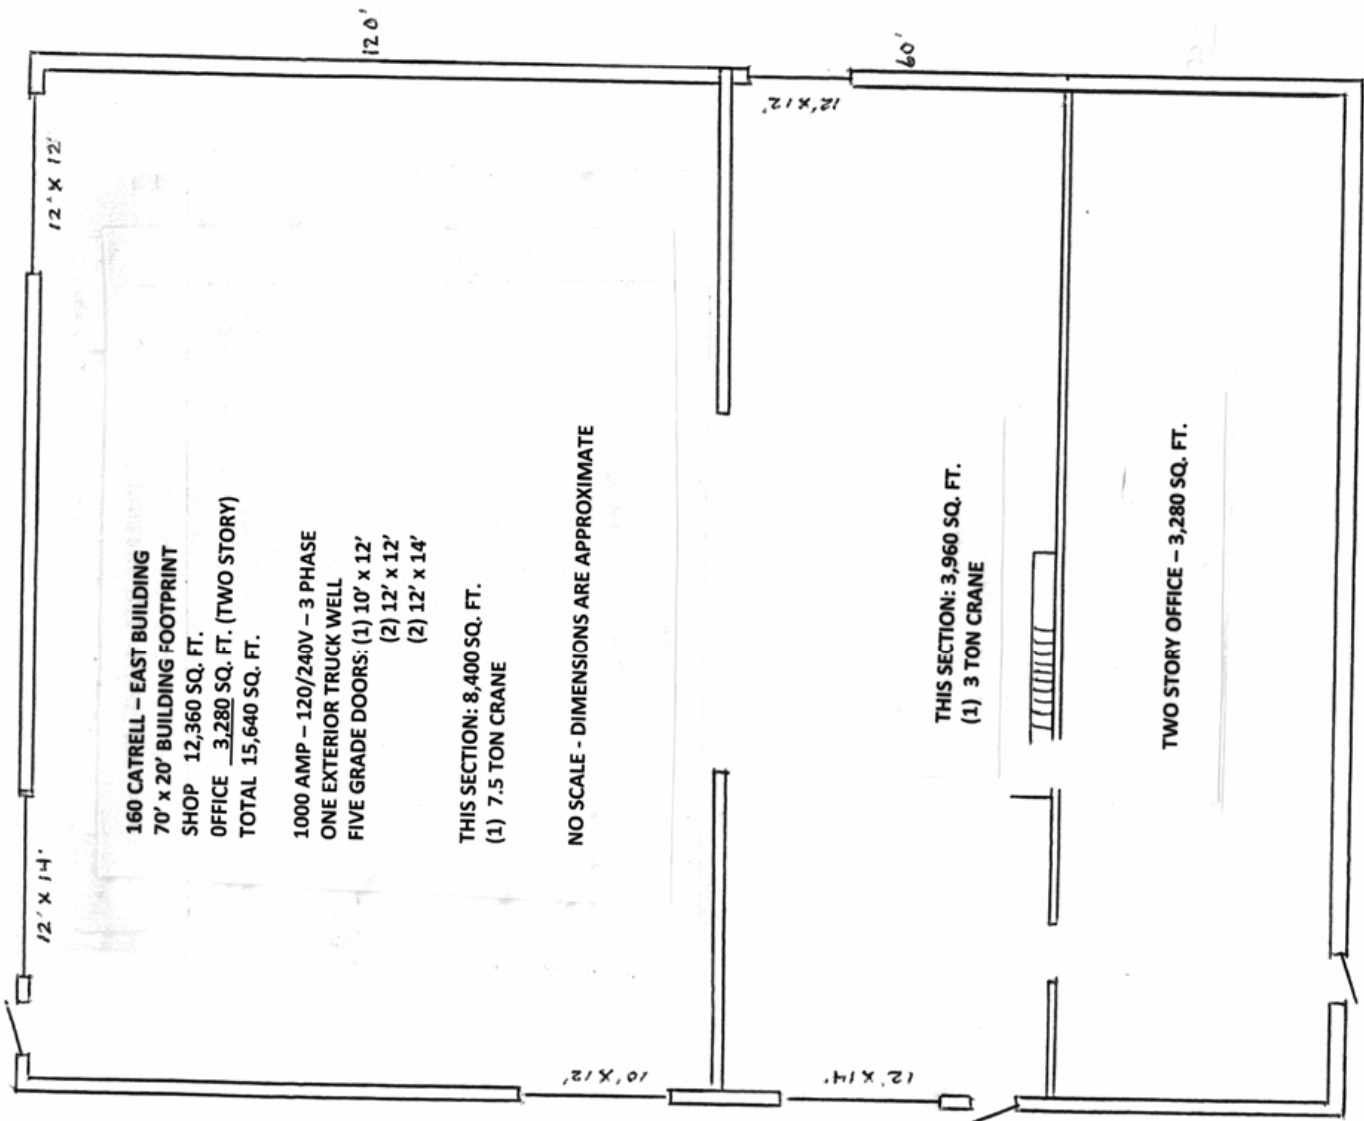 160 CATRELL – EAST BUILDING
70' x 20' BUILDING FOOTPRINT
SHOP 12,360 SQ. FT.
0FFICE 3,280 SQ. FT. (TWO STORY)
TOTAL 15,640 SQ. FT.
1000 AMP – 120/240V – 3 PHASE
ONE EXTERIOR TRUCK WELL
FIVE GRADE DOORS: (1) 10' x 12'
(2) 12' x 12'
(2) 12' x 14'
THIS SECTION: 8,400 SQ. FT.
(1) 7.5 TON CRANE
NO SCALE - DIMENSIONS ARE APPROXIMATE
THIS SECTION: 3,960 SQ. FT.
(1) 3 TON CRANE
TWO STORY OFFICE – 3,280 SQ. FT.
12' X 14'
12' X 12'
120'
60'
12' X 12'
10' X 12'
12' X 14'